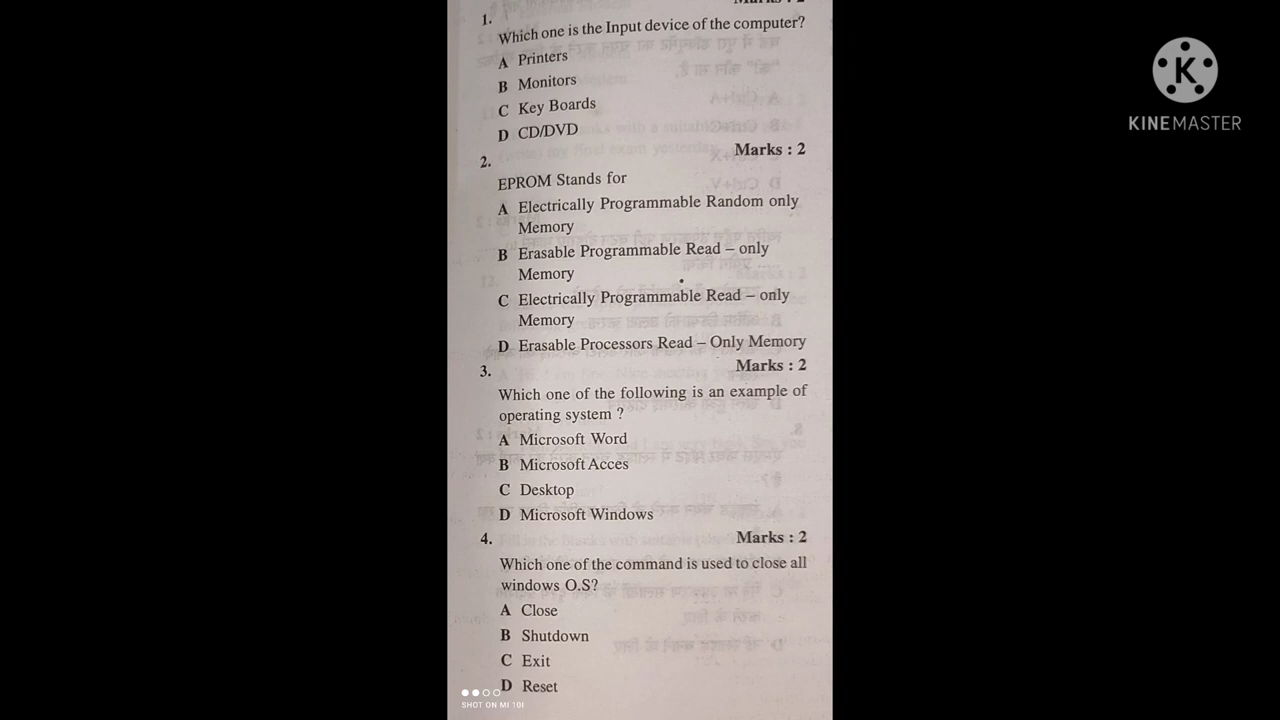 Marks : 2
1.
Which one is the Input device of the computer?
A Printers
B Monitors
C Key Boards
D CD/DVD
Marks : 2
2.
EPROM Stands for
A Electrically Programmable Random only
Memory
B Erasable Programmable Read – only
Memory
C Electrically Programmable Read – only
Memory
D Erasable Processors Read – Only Memory
Marks : 2
3.
Which one of the following is an example of
operating system ?
A Microsoft Word
B Microsoft Acces
C Desktop
D Microsoft Windows
Marks : 2
4.
Which one of the command is used to close all
windows O.S?
A Close
B Shutdown
C Exit
D Reset
SHOT ON MI 10I
K
KINEMASTER